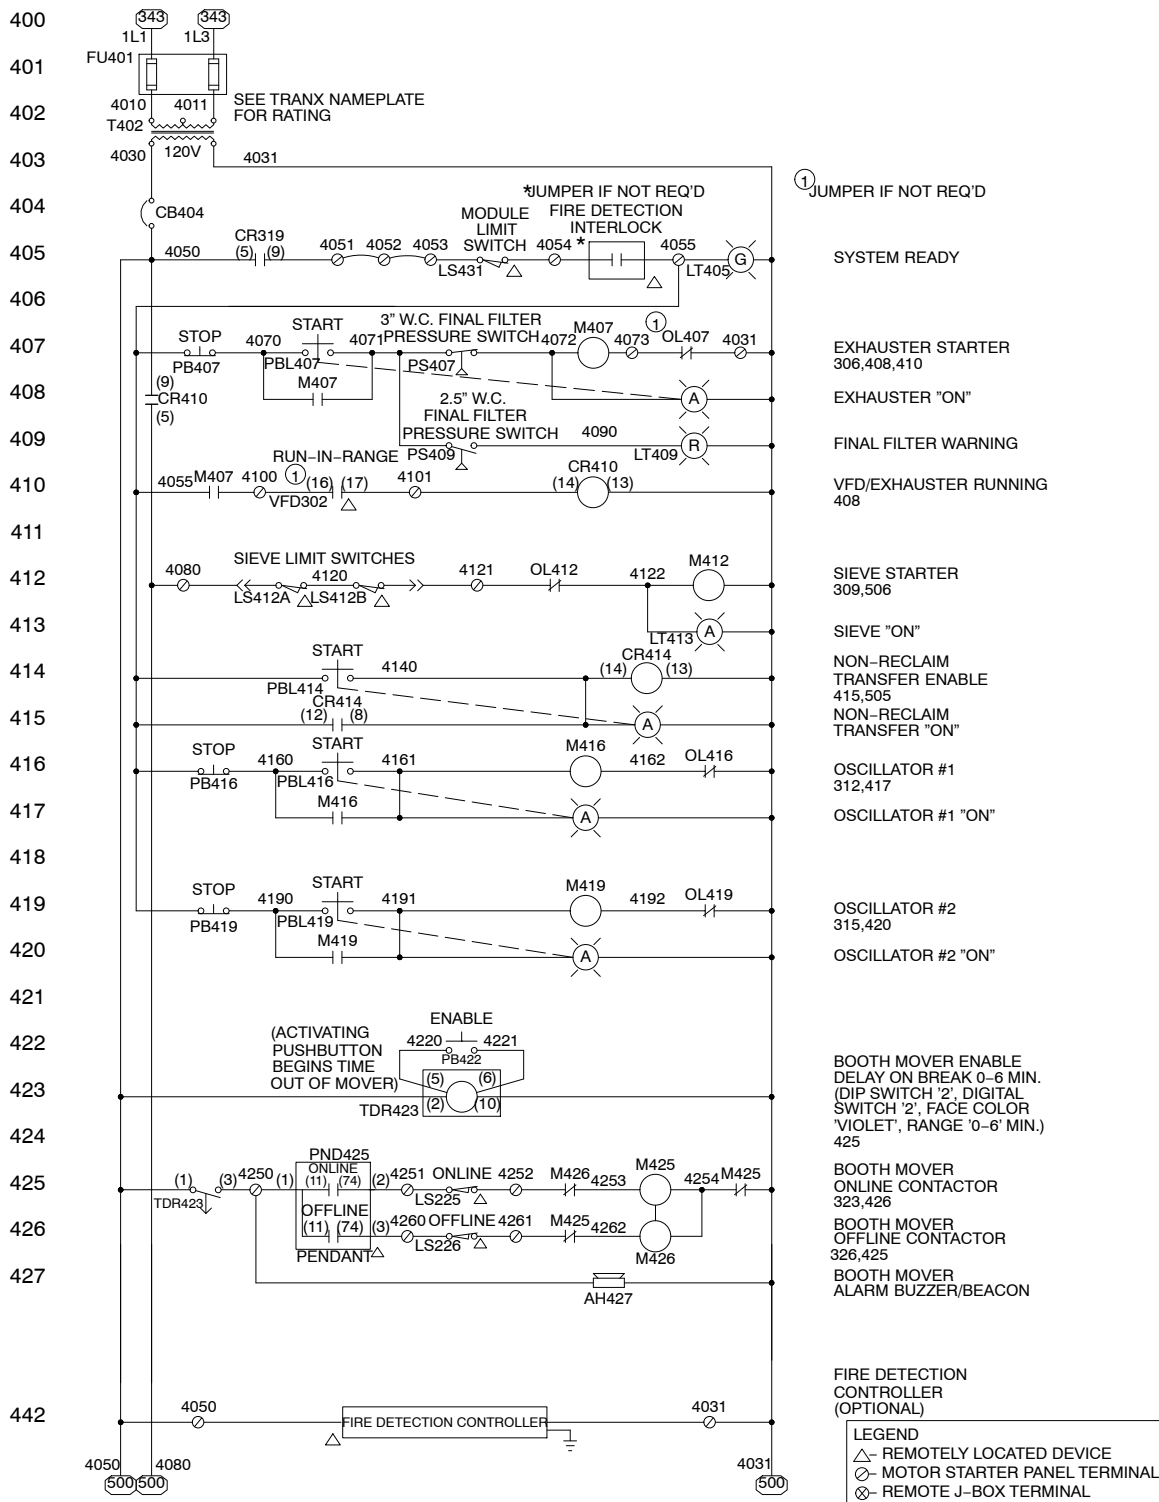 400
343 343
1L1 1L3
FU401
401
4010 4011
SEE TRANX NAMEPLATE
FOR RATING
402
T402
403
4030 120V 4031
1 JUMPER IF NOT REQ'D
*JUMPER IF NOT REQ'D
404
CB404
MODULE
LIMIT
SWITCH
FIRE DETECTION
INTERLOCK
405
4050
CR319
(5) (9)
4051 4052 4053
LS431
4054 *
4055
LT405 G
SYSTEM READY
406
407
STOP
PB407
4070
START
PBL407
4071
3" W.C. FINAL FILTER
PRESSURE SWITCH
PS407
4072
M407
4073
1
OL407
4031
EXHAUSTER STARTER
306,408,410
408
(9)
CR410
(5)
M407
A
EXHAUSTER "ON"
2.5" W.C.
FINAL FILTER
PRESSURE SWITCH
409
PS409
4090
LT409 R
FINAL FILTER WARNING
410
4055 M407 4100
RUN-IN-RANGE
1
(16) (17)
VFD302
4101
CR410
(14) (13)
VFD/EXHAUSTER RUNNING
408
411
412
4080
SIEVE LIMIT SWITCHES
LS412A 4120 LS412B
4121
OL412
4122
M412
SIEVE STARTER
309,506
413
LT413 A
SIEVE "ON"
414
START
PBL414
4140
CR414
(14) (13)
NON-RECLAIM
TRANSFER ENABLE
415,505
415
CR414
(12) (8)
A
NON-RECLAIM
TRANSFER "ON"
416
STOP
PB416
4160
START
PBL416
4161
M416
4162
OL416
OSCILLATOR #1
312,417
417
M416
A
OSCILLATOR #1 "ON"
418
419
STOP
PB419
4190
START
PBL419
4191
M419
4192
OL419
OSCILLATOR #2
315,420
420
M419
A
OSCILLATOR #2 "ON"
421
422
(ACTIVATING
PUSHBUTTON
BEGINS TIME
OUT OF MOVER)
ENABLE
4220 4221
PB422
423
(5) (6)
(2) (10)
TDR423
BOOTH MOVER ENABLE
DELAY ON BREAK 0-6 MIN.
(DIP SWITCH '2', DIGITAL
SWITCH '2', FACE COLOR
'VIOLET', RANGE '0-6' MIN.)
425
424
425
(1) (3)
TDR423
4250 (1)
PND425
ONLINE
(11) (74)
(2) 4251
ONLINE
LS225
4252
M426
4253
M425
4254
M425
BOOTH MOVER
ONLINE CONTACTOR
323,426
426
OFFLINE
(11) (74)
PENDANT
(3) 4260
OFFLINE
LS226
4261
M425
4262
M426
BOOTH MOVER
OFFLINE CONTACTOR
326,425
427
AH427
BOOTH MOVER
ALARM BUZZER/BEACON
442
4050
FIRE DETECTION CONTROLLER
4031
FIRE DETECTION
CONTROLLER
(OPTIONAL)
4050 4080 4031
500 500 500
LEGEND
- REMOTELY LOCATED DEVICE
- MOTOR STARTER PANEL TERMINAL
- REMOTE J-BOX TERMINAL